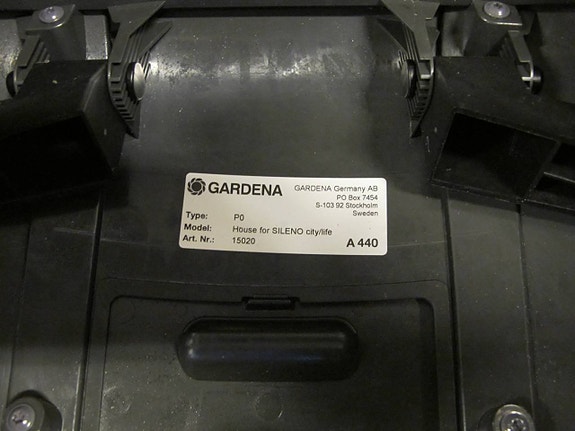 GARDENA
GARDENA Germany AB
PO Box 7454
S-103 92 Stockholm
Sweden
Type: P0
Model: House for SILENO city/life
Art. Nr.: 15020
A 440